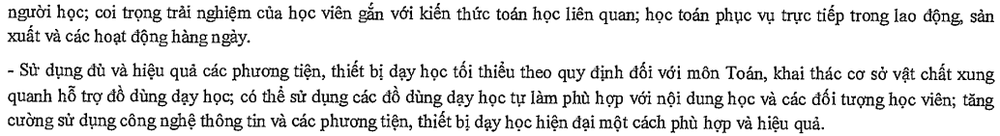 người học; coi trọng trải nghiệm của học viên gắn với kiến thức toán học liên quan; học toán phục vụ trực tiếp trong lao động, sản
xuất và các hoạt động hàng ngày.
- Sử dụng đủ và hiệu quả các phương tiện, thiết bị dạy học tối thiểu theo quy định đối với môn Toán, khai thác cơ sở vật chất xung
quanh hỗ trợ đồ dùng dạy học; có thể sử dụng các đồ dùng dạy học tự làm phù hợp với nội dung học và các đối tượng học viên; tăng
cường sử dụng công nghệ thông tin và các phương tiện, thiết bị dạy học hiện đại một cách phù hợp và hiệu quả.